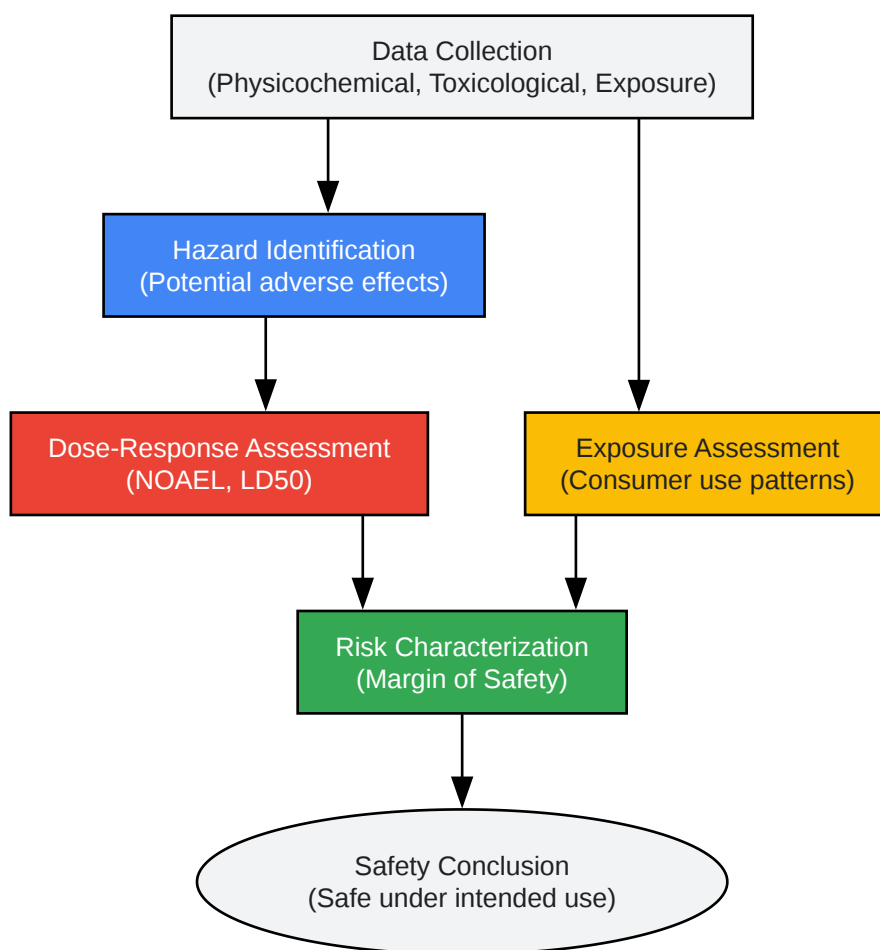 Data Collection
(Physicochemical, Toxicological, Exposure)
Hazard Identification
(Potential adverse effects)
Dose-Response Assessment
(NOAEL, LD50)
Exposure Assessment
(Consumer use patterns)
Risk Characterization
(Margin of Safety)
Safety Conclusion
(Safe under intended use)